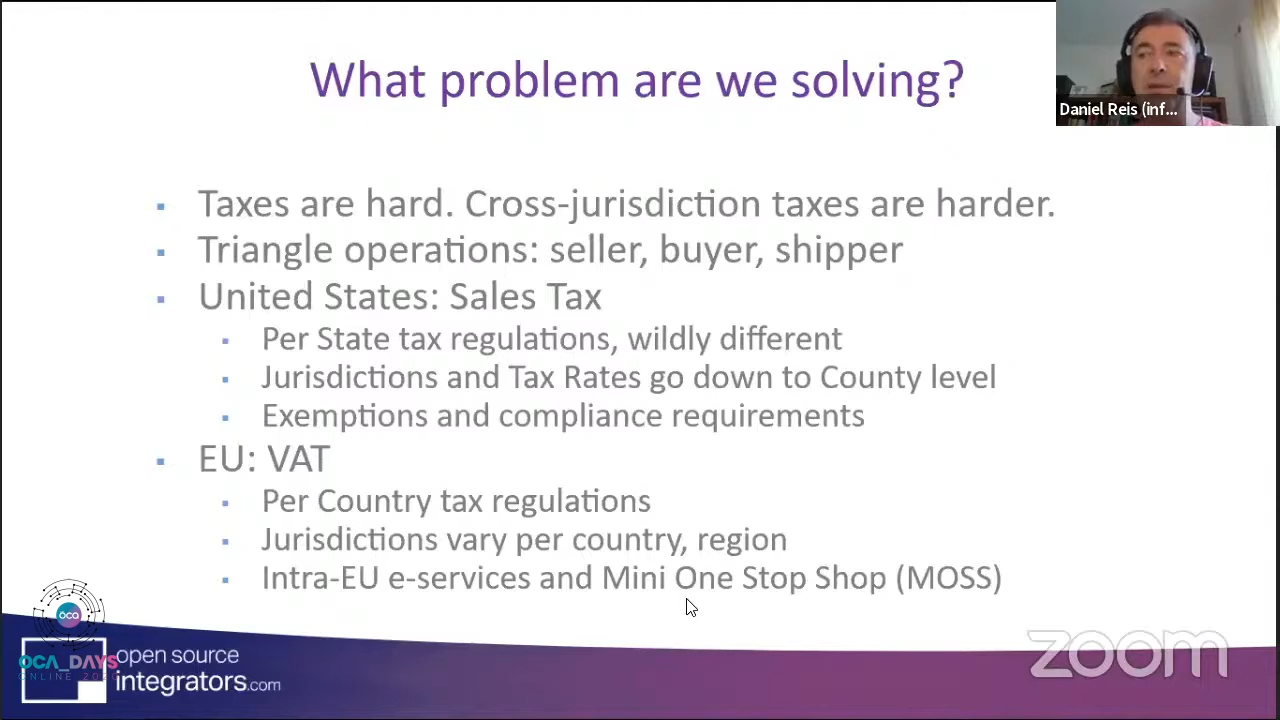 What problem are we solving?
Daniel Reis (inf...
Taxes are hard. Cross-jurisdiction taxes are harder.
Triangle operations: seller, buyer, shipper
United States: Sales Tax
Per State tax regulations, wildly different
Jurisdictions and Tax Rates go down to County level
Exemptions and compliance requirements
EU: VAT
Per Country tax regulations
Jurisdictions vary per country, region
Intra-EU e-services and Mini One Stop Shop (MOSS)
oca
OCA_DAYS
ONLINE
open source
integrators.com
zoom